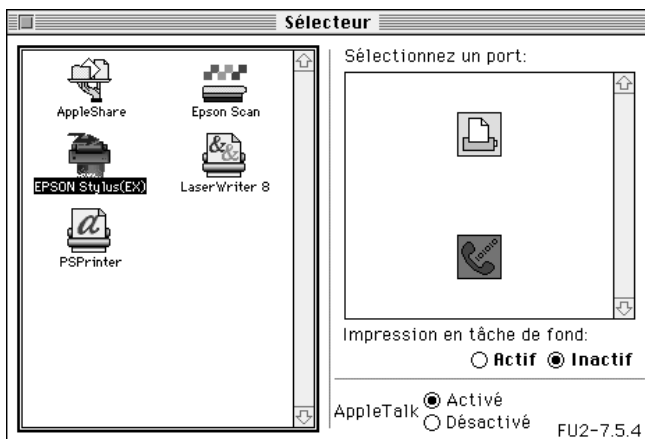 Sélecteur
AppleShare
Epson Scan
EPSON Stylus(EX)
LaserWriter 8
PSPrinter
Sélectionnez un port:
Impression en tâche de fond:
Actif Inactif
AppleTalk Activé
Désactivé
FU2-7.5.4